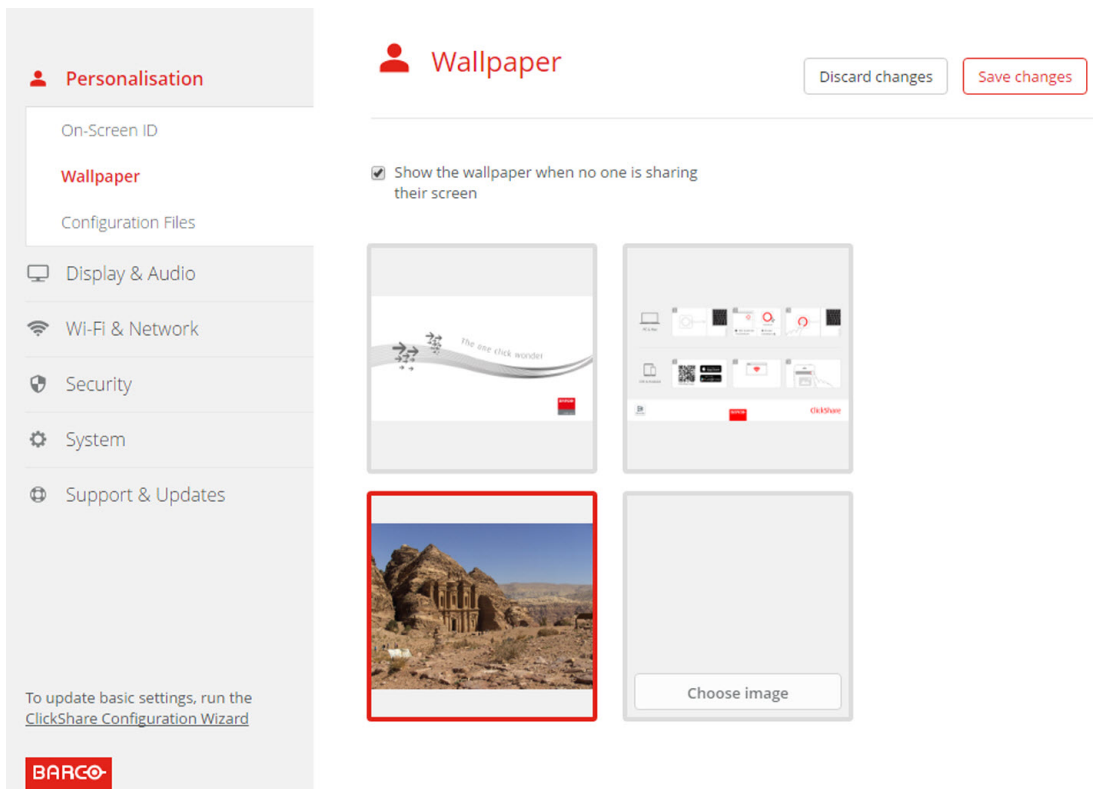 Personalisation
On-Screen ID
Wallpaper
Configuration Files
Display & Audio
Wi-Fi & Network
Security
System
Support & Updates
To update basic settings, run the
ClickShare Configuration Wizard
BARCO
Wallpaper
Discard changes
Save changes
Show the wallpaper when no one is sharing
their screen
The one click wonder
BARCO
ClickShare
Choose image